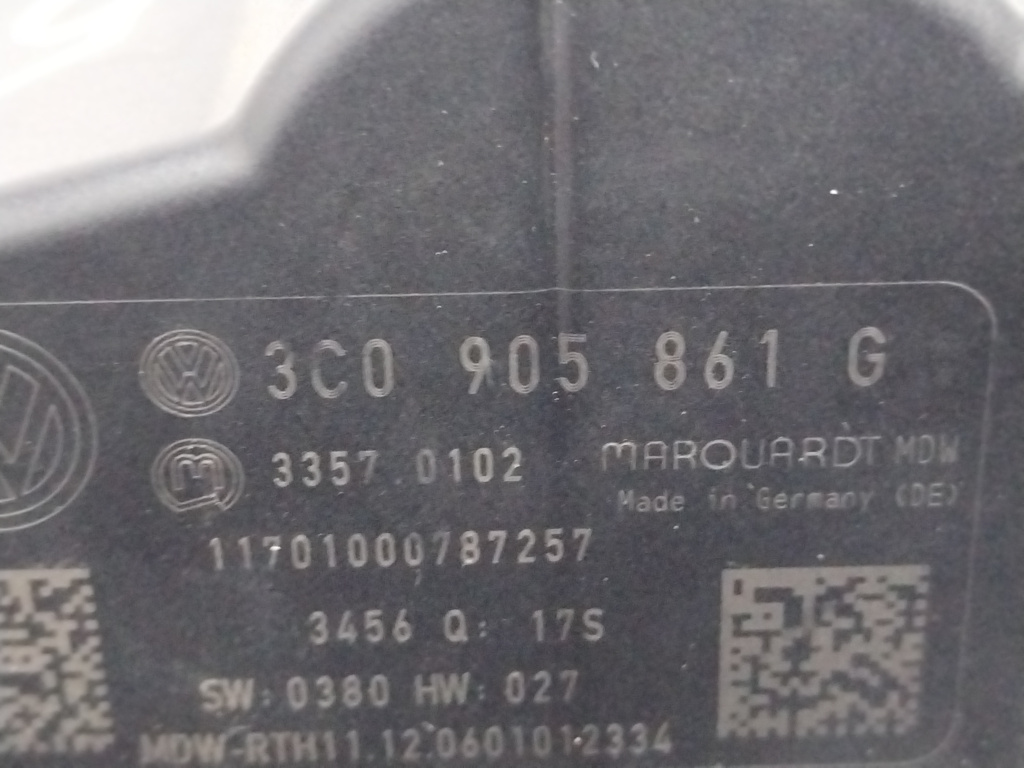 3C0 905 861 G
3357.0102 MARQUARDT MDW
Made in Germany (DE)
11701000787257
3456 Q: 17S
SW: 0380 HW: 027
MDW-RTH11.12.0601012334